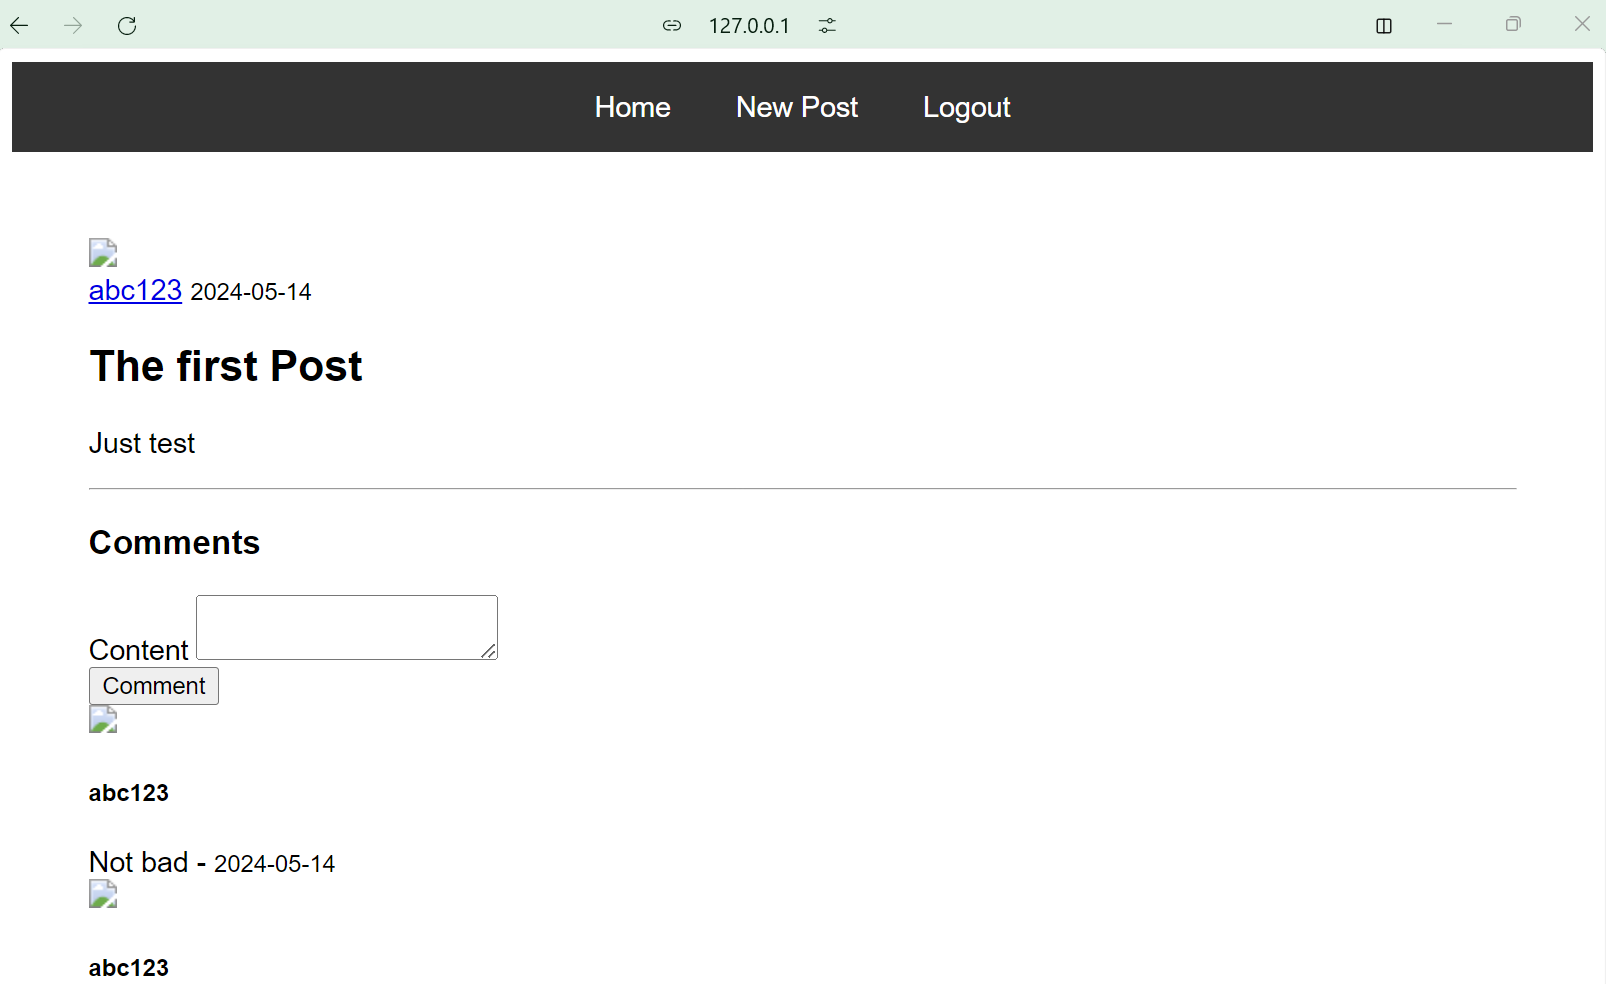 127.0.0.1
Home New Post Logout
abc123 2024-05-14
The first Post
Just test
Comments
Content
Comment
abc123
Not bad - 2024-05-14
abc123